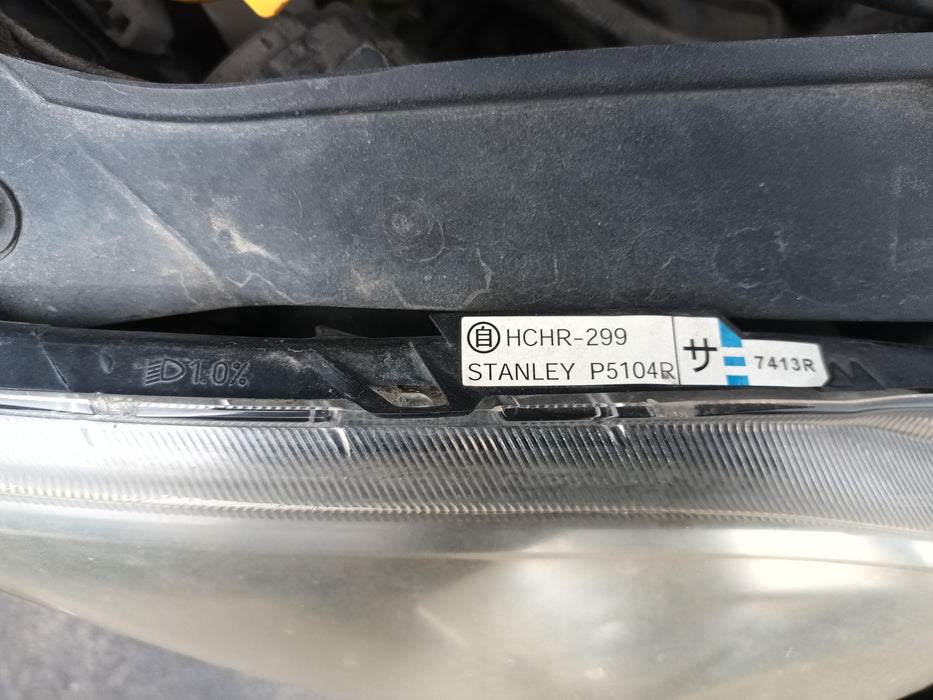 1.0%
自 HCHR-299
STANLEY P5104R
サ
7413R